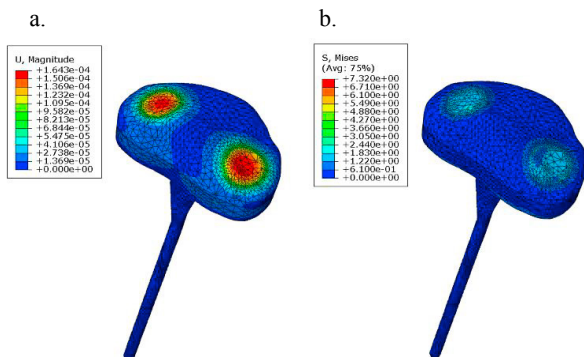 a.
U, Magnitude
+1.643e-04
+1.506e-04
+1.369e-04
+1.232e-04
+1.095e-04
+9.582e-05
+8.213e-05
+6.844e-05
+5.475e-05
+4.106e-05
+2.738e-05
+1.369e-05
+0.000e+00
b.
S, Mises
(Avg: 75%)
+7.320e+00
+6.710e+00
+6.100e+00
+5.490e+00
+4.880e+00
+4.270e+00
+3.660e+00
+3.050e+00
+2.440e+00
+1.830e+00
+1.220e+00
+6.100e-01
+0.000e+00